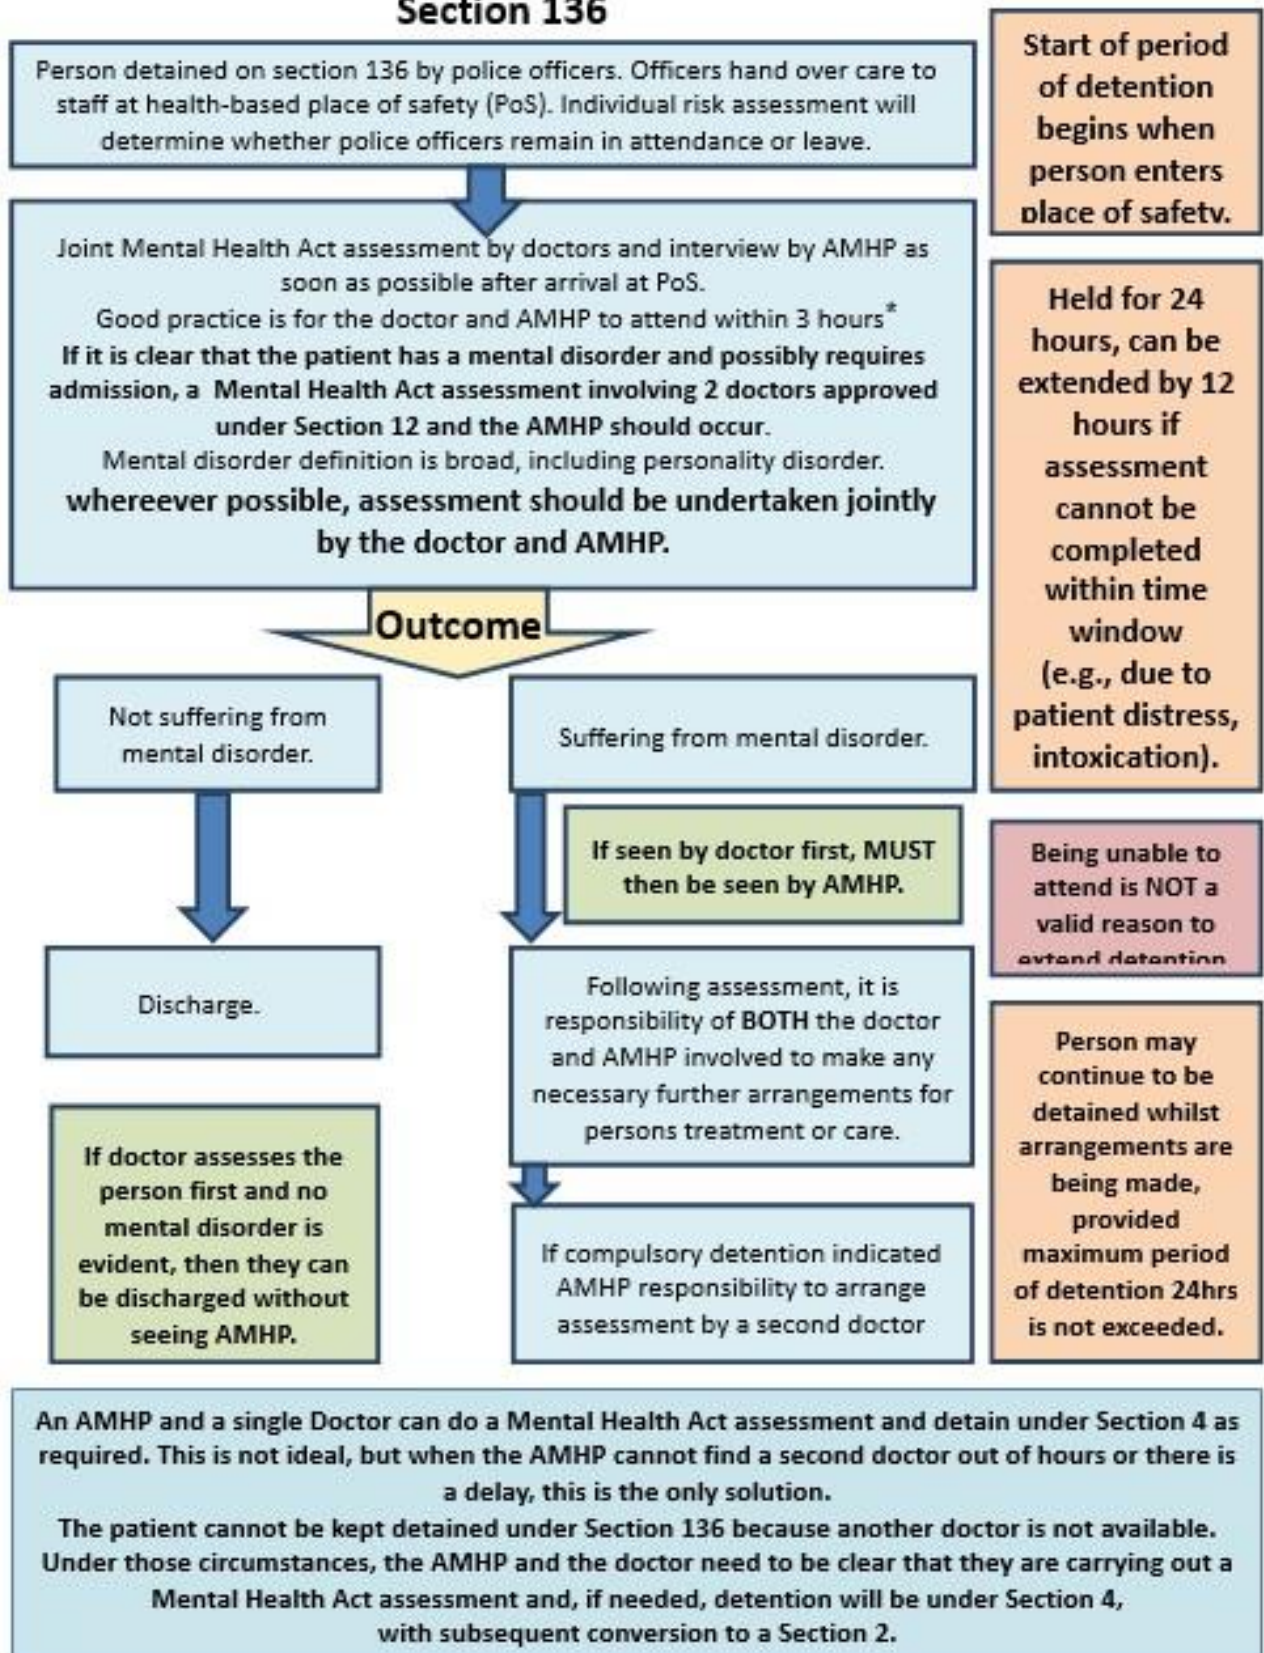 Section 136
Person detained on section 136 by police officers. Officers hand over care to
staff at health-based place of safety (PoS). Individual risk assessment will
determine whether police officers remain in attendance or leave.
Joint Mental Health Act assessment by doctors and interview by AMHP as
soon as possible after arrival at PoS.
Good practice is for the doctor and AMHP to attend within 3 hours*
If it is clear that the patient has a mental disorder and possibly requires
admission, a Mental Health Act assessment involving 2 doctors approved
under Section 12 and the AMHP should occur.
Mental disorder definition is broad, including personality disorder.
whereever possible, assessment should be undertaken jointly
by the doctor and AMHP.
Outcome
Not suffering from
mental disorder.
Discharge.
If doctor assesses the
person first and no
mental disorder is
evident, then they can
be discharged without
seeing AMHP.
Suffering from mental disorder.
If seen by doctor first, MUST
then be seen by AMHP.
Following assessment, it is
responsibility of BOTH the doctor
and AMHP involved to make any
necessary further arrangements for
persons treatment or care.
If compulsory detention indicated
AMHP responsibility to arrange
assessment by a second doctor
Start of period
of detention
begins when
person enters
place of safety.
Held for 24
hours, can be
extended by 12
hours if
assessment
cannot be
completed
within time
window
(e.g., due to
patient distress,
intoxication).
Being unable to
attend is NOT a
valid reason to
extend detention
Person may
continue to be
detained whilst
arrangements are
being made,
provided
maximum period
of detention 24hrs
is not exceeded.
An AMHP and a single Doctor can do a Mental Health Act assessment and detain under Section 4 as
required. This is not ideal, but when the AMHP cannot find a second doctor out of hours or there is
a delay, this is the only solution.
The patient cannot be kept detained under Section 136 because another doctor is not available.
Under those circumstances, the AMHP and the doctor need to be clear that they are carrying out a
Mental Health Act assessment and, if needed, detention will be under Section 4,
with subsequent conversion to a Section 2.